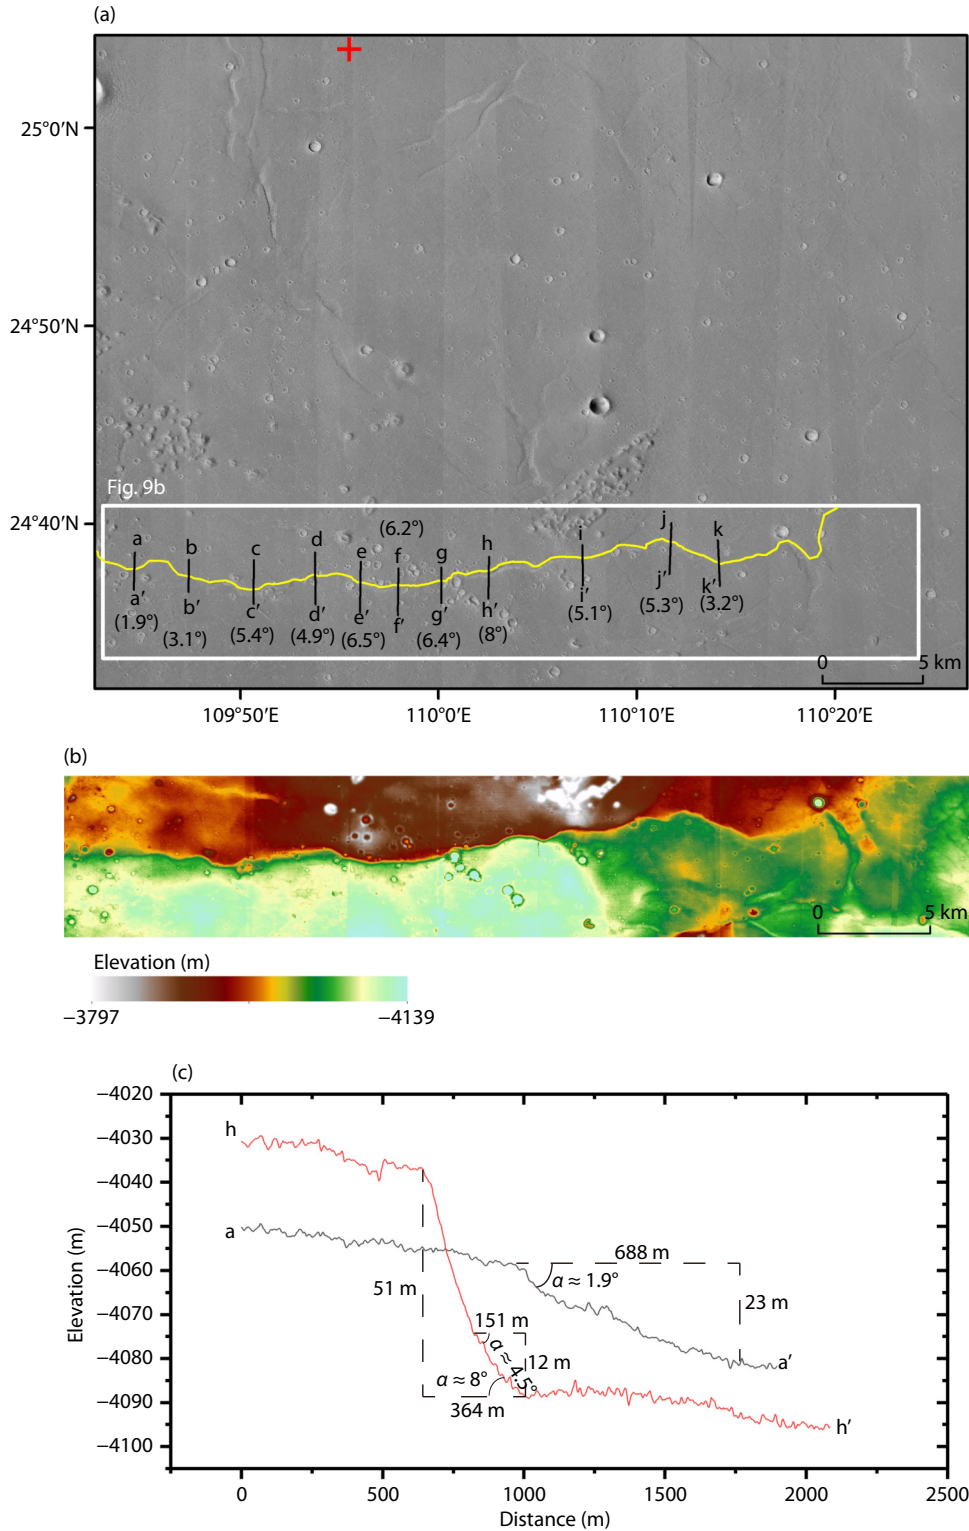 (a)
25°0′N
24°50′N
24°40′N
Fig. 9b
(6.2°)
a b c d e f g h i j k
a′ b′ c′ d′ e′ f′ g′ h′ i′ j′ k′
(1.9°) (3.1°) (5.4°) (4.9°) (6.5°) (6.4°) (8°) (5.1°) (5.3°) (3.2°)
0 5 km
109°50′E 110°0′E 110°10′E 110°20′E
(b)
0 5 km
Elevation (m)
−3797 −4139
(c)
−4020
−4030
−4040
−4050
−4060
−4070
−4080
−4090
−4100
Elevation (m)
h
a
688 m
α ≈ 1.9°
23 m
51 m
151 m
α ≈ 4.5°
12 m
α ≈ 8°
364 m
a′
h′
0 500 1000 1500 2000 2500
Distance (m)